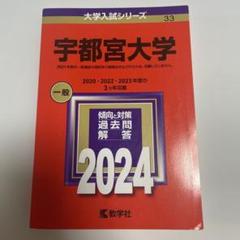 大学入試シリーズ
33
宇都宮大学
2020・2022・2023年度の
3ヵ年収載
一般
傾向と対策
過去問
解答
2024
教学社